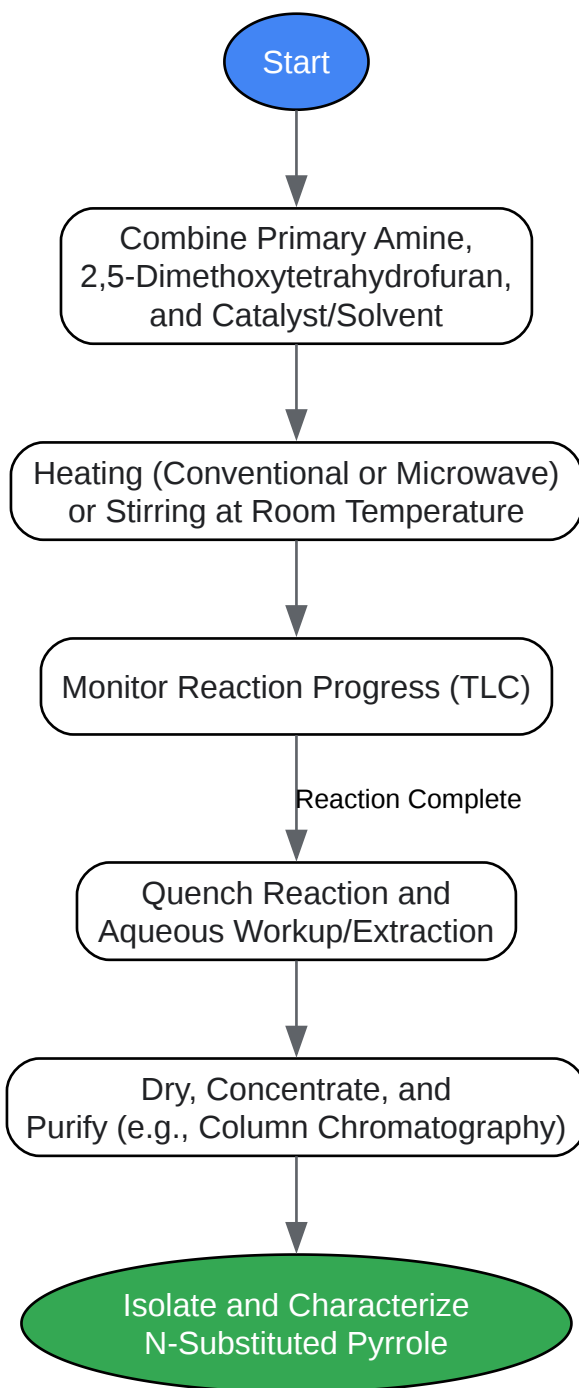 Start
Combine Primary Amine,
2,5-Dimethoxytetrahydrofuran,
and Catalyst/Solvent
Heating (Conventional or Microwave)
or Stirring at Room Temperature
Monitor Reaction Progress (TLC)
Reaction Complete
Quench Reaction and
Aqueous Workup/Extraction
Dry, Concentrate, and
Purify (e.g., Column Chromatography)
Isolate and Characterize
N-Substituted Pyrrole